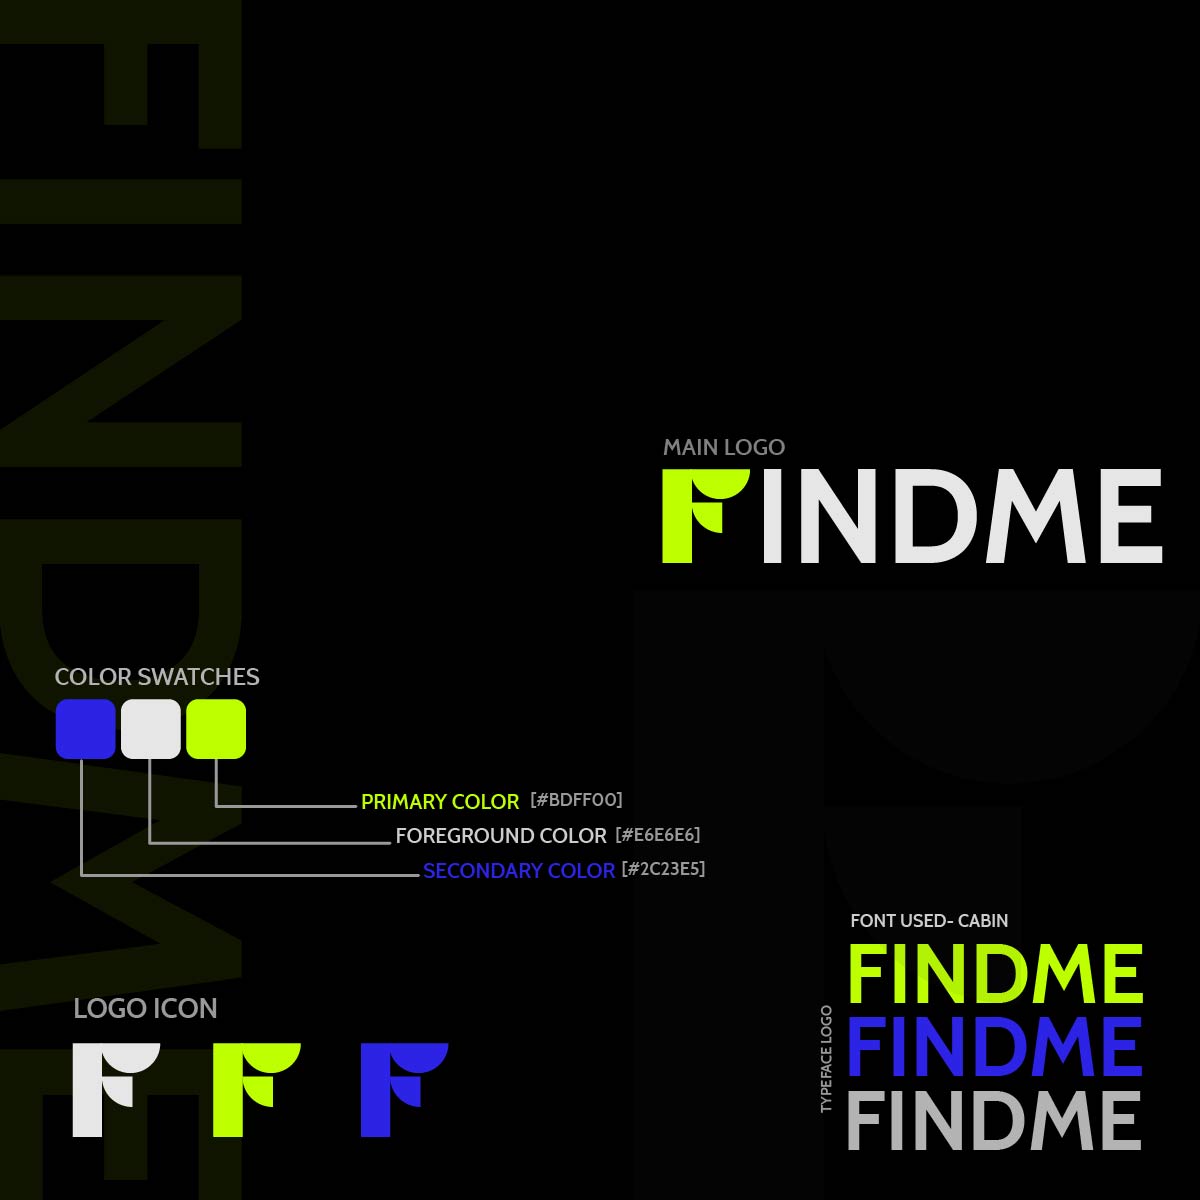 FINDME
MAIN LOGO
FINDME
COLOR SWATCHES
PRIMARY COLOR [#BDFF00]
FOREGROUND COLOR [#E6E6E6]
SECONDARY COLOR [#2C23E5]
LOGO ICON
F F F
FONT USED- CABIN
TYPEFACE LOGO
FINDME
FINDME
FINDME